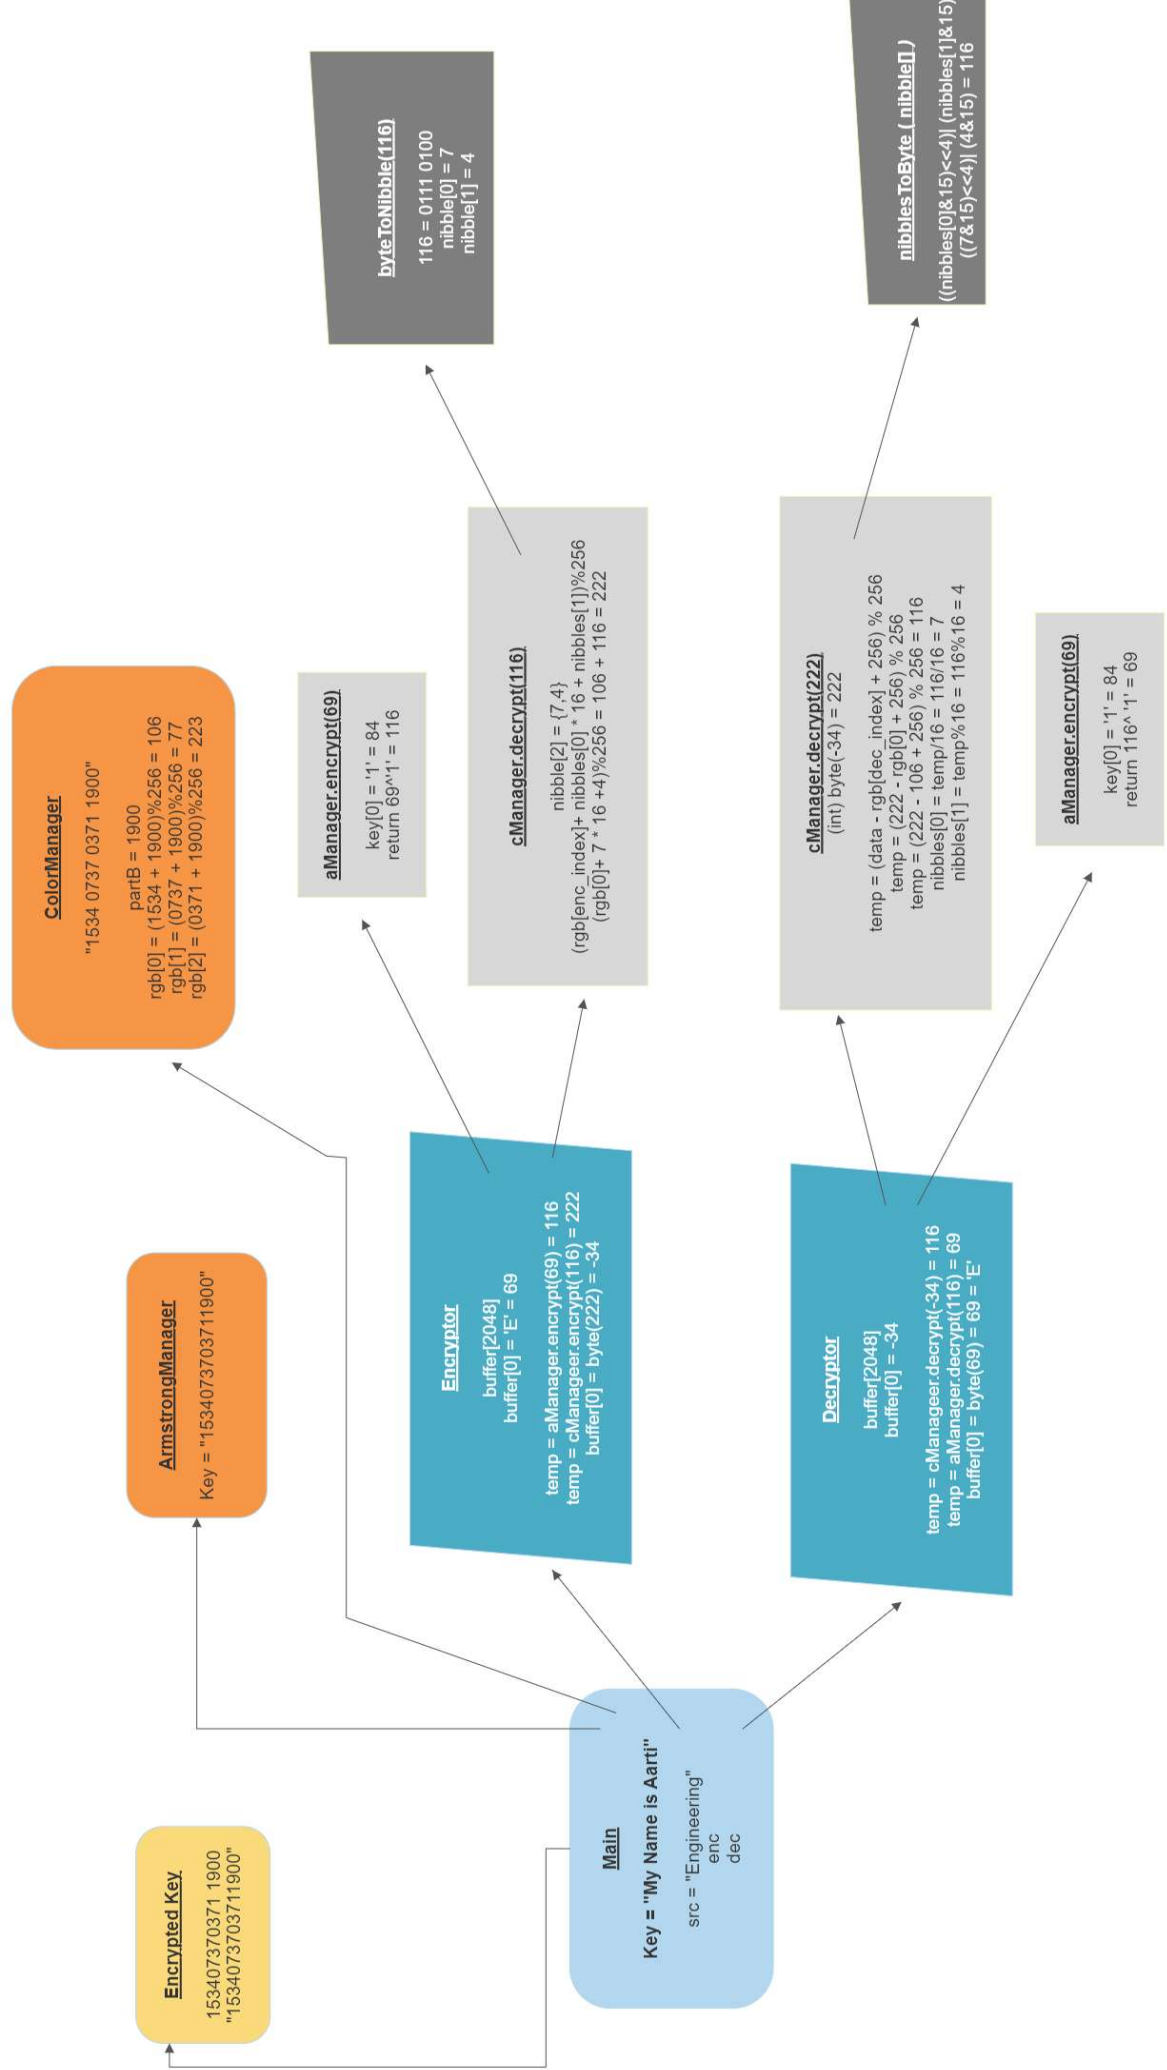 Encrypted Key
153407370371 1900
"1534073703711900"
ArmstrongManager
Key = "1534073703711900"
ColorManager
"1534 0737 0371 1900"
partB = 1900
rgb[0] = (1534 + 1900)%256 = 106
rgb[1] = (0737 + 1900)%256 = 77
rgb[2] = (0371 + 1900)%256 = 223
Main
Key = "My Name is Aarti"
src = "Engineering"
enc
dec
Encryptor
buffer[2048]
buffer[0] = 'E' = 69
temp = aManager.encrypt(69) = 116
temp = cManageer.encrypt(116) = 222
buffer[0] = byte(222) = -34
aManager.encrypt(69)
key[0] = '1' = 84
return 69^'1' = 116
cManager.decrypt(116)
nibble[2] = {7,4}
(rgb[enc_index]+ nibbles[0] * 16 + nibbles[1])%256
(rgb[0]+ 7 * 16 +4)%256 = 106 + 116 = 222
byteToNibble(116)
116 = 0111 0100
nibble[0] = 7
nibble[1] = 4
Decryptor
buffer[2048]
buffer[0] = -34
temp = cManageer.decrypt(-34) = 116
temp = aManager.decrypt(116) = 69
buffer[0] = byte(69) = 69 = 'E'
cManager.decrypt(222)
(int) byte(-34) = 222
temp = (data - rgb[dec_index] + 256) % 256
temp = (222 - rgb[0] + 256) % 256
temp = (222 - 106 + 256) % 256 = 116
nibbles[0] = temp/16 = 116/16 = 7
nibbles[1] = temp%16 = 116%16 = 4
aManager.encrypt(69)
key[0] = '1' = 84
return 116^ '1' = 69
nibblesToByte ( nibble[] )
((nibbles[0]&15)<<4)| (nibbles[1]&15)
((7&15)<<4)| (4&15) = 116